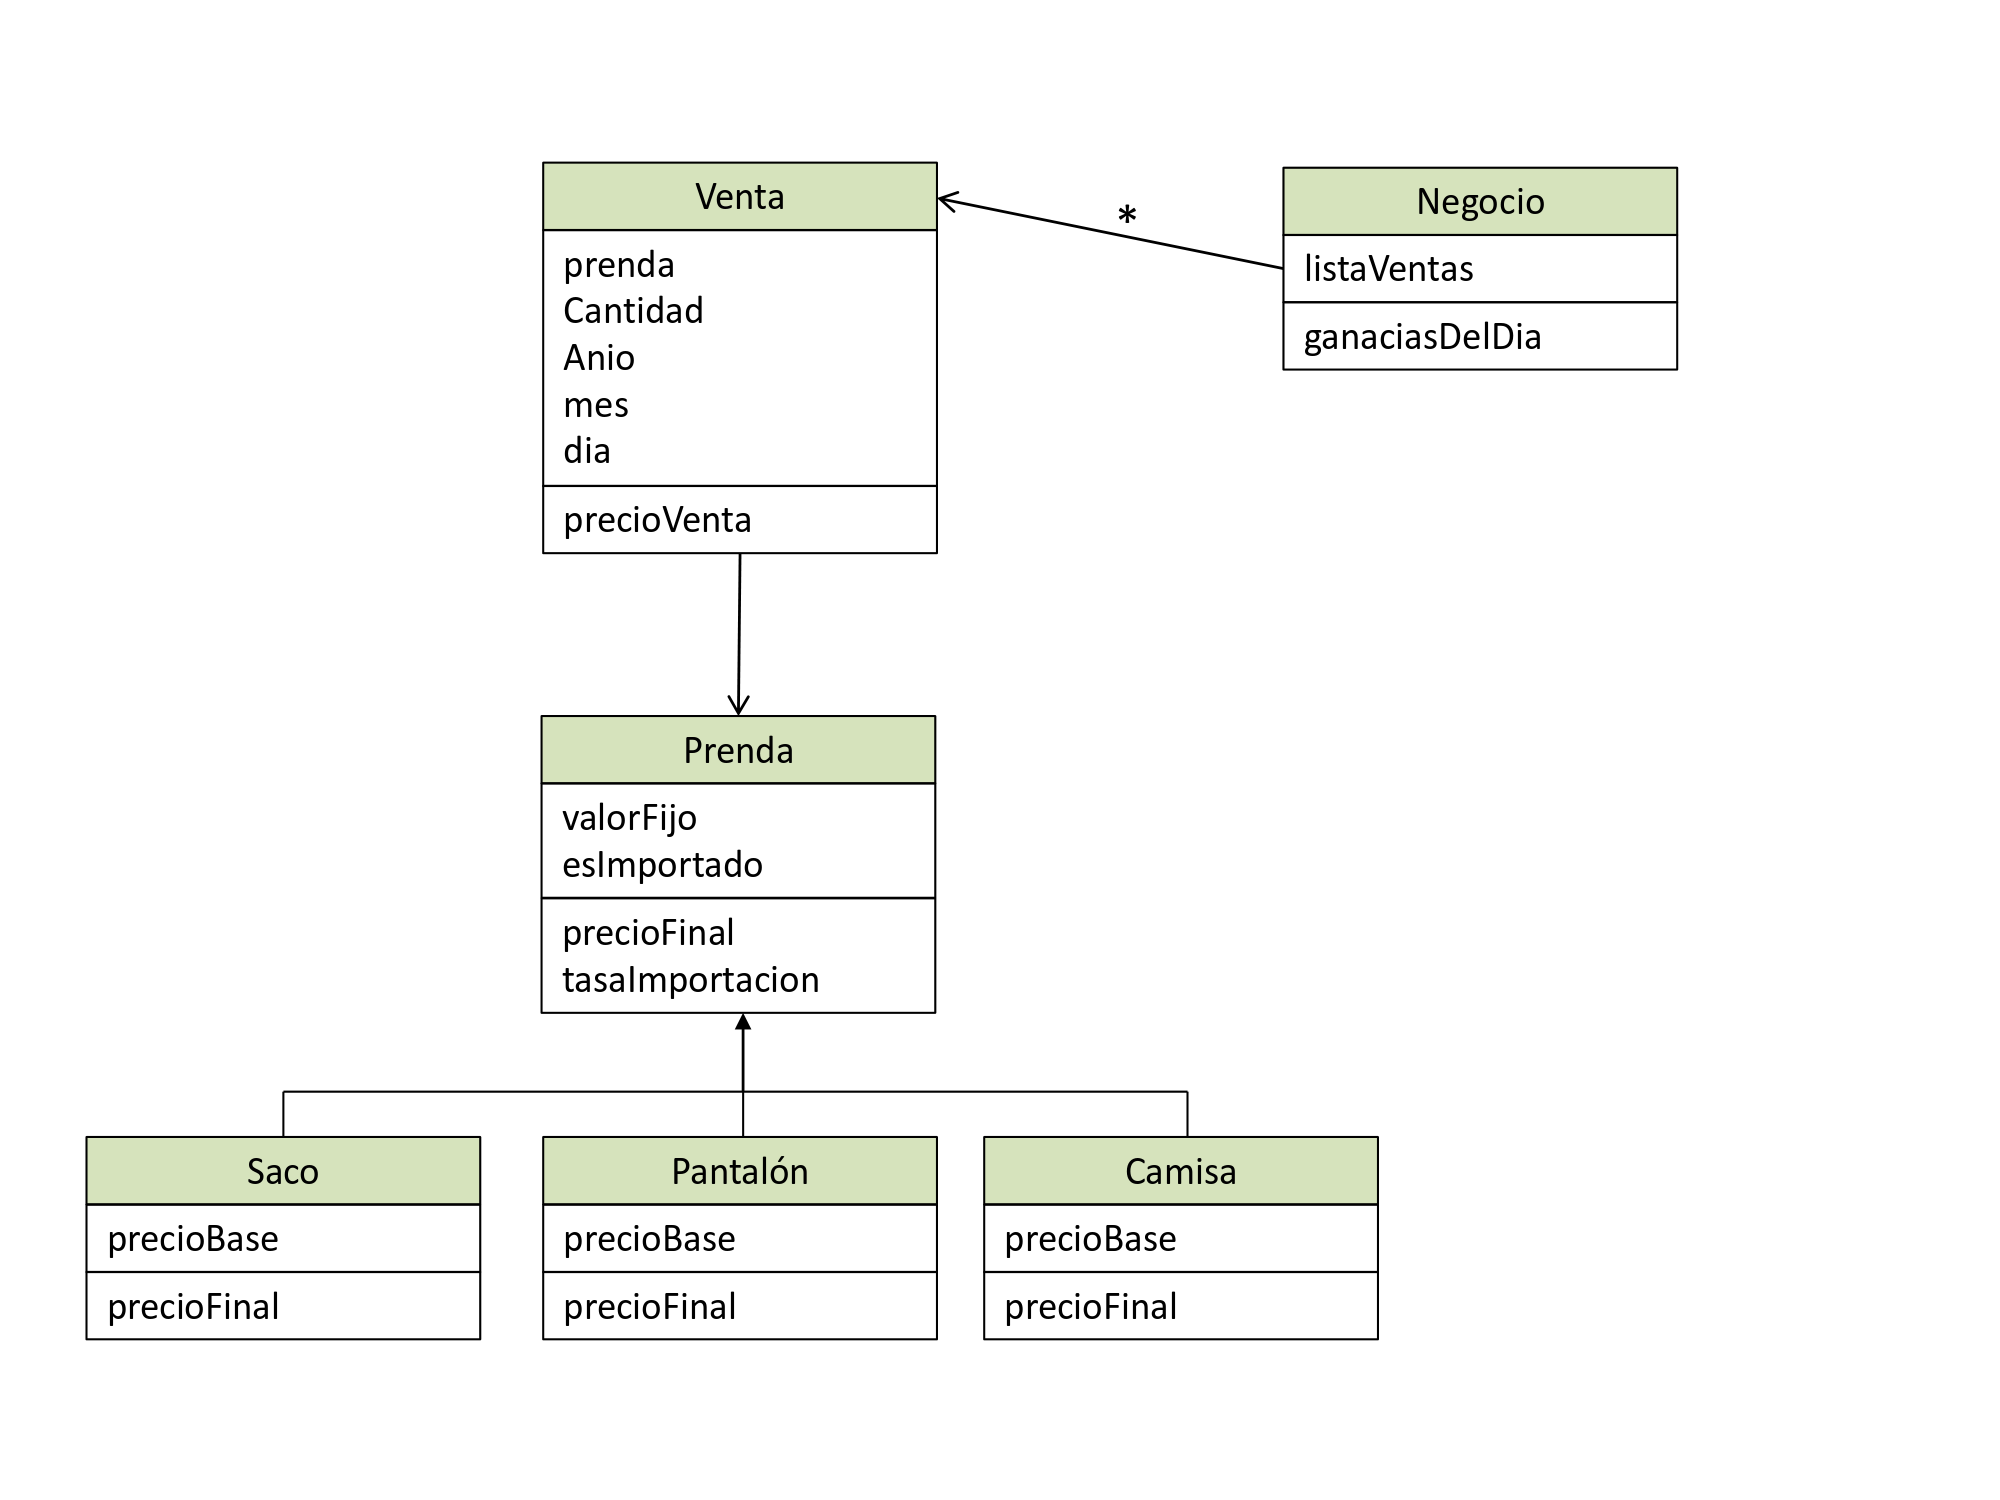 Venta
prenda
Cantidad
Anio
mes
dia
precioVenta
*
Negocio
listaVentas
ganaciasDelDia
Prenda
valorFijo
esImportado
precioFinal
tasaImportacion
Saco
precioBase
precioFinal
Pantalón
precioBase
precioFinal
Camisa
precioBase
precioFinal